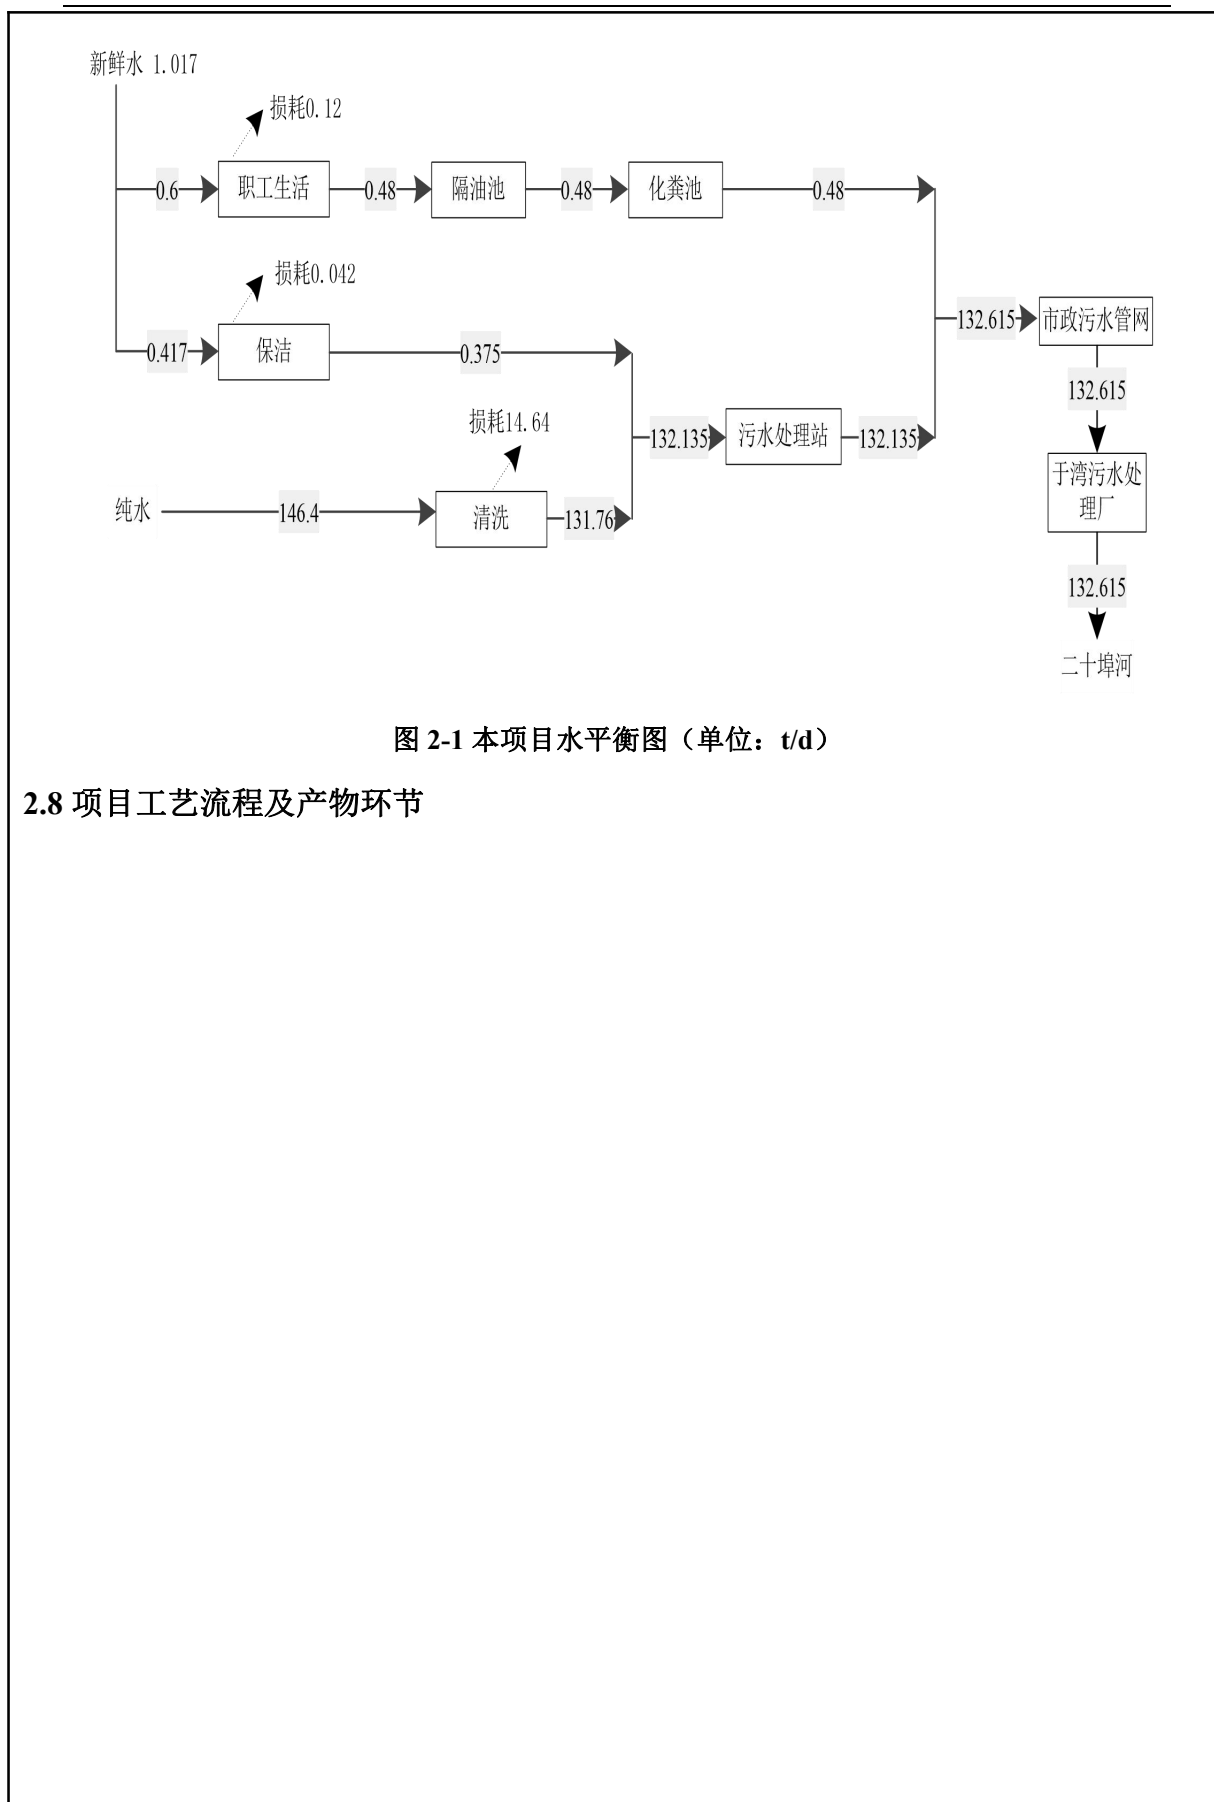 新鲜水 1.017
损耗0.12
0.6
职工生活
0.48
隔油池
0.48
化粪池
0.48
损耗0.042
0.417
保洁
0.375
132.615
市政污水管网
132.615
损耗14.64
132.135
污水处理站
132.135
于湾污水处
理厂
纯水
146.4
清洗
131.76
132.615
二十埠河
图 2-1 本项目水平衡图（单位：t/d）
2.8 项目工艺流程及产物环节